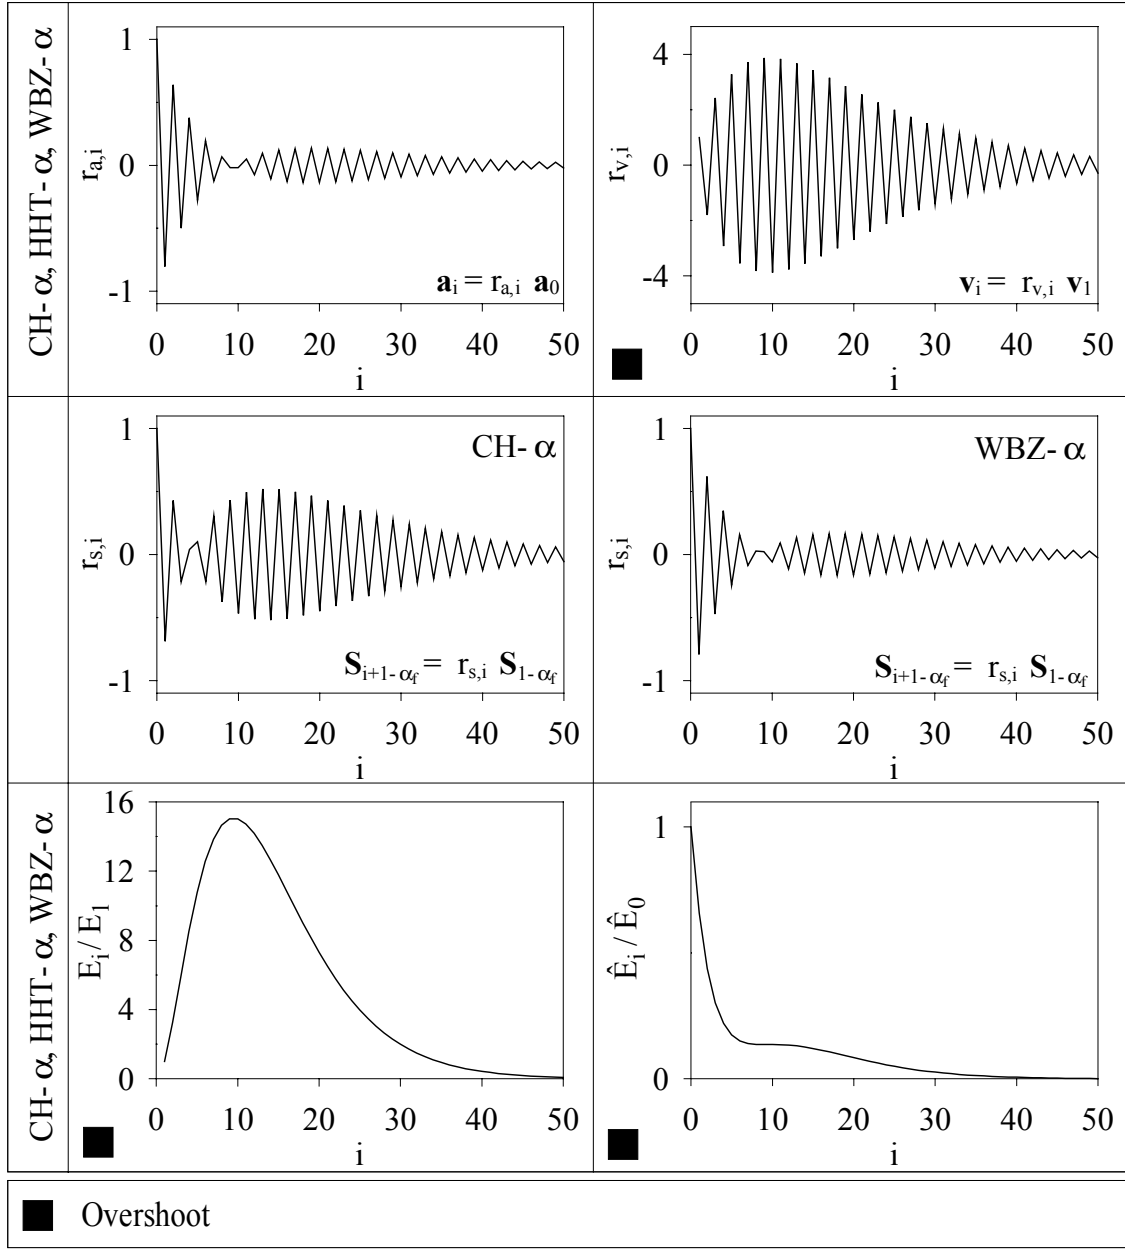 CH- α, HHT- α, WBZ- α
r_a,i
1
0
-1
a_i = r_a,i a_0
0 10 20 30 40 50
i
r_v,i
4
0
-4
v_i = r_v,i v_1
0 10 20 30 40 50
i
r_s,i
1
0
-1
CH- α
S_i+1-α_f = r_s,i S_1-α_f
0 10 20 30 40 50
i
r_s,i
1
0
-1
WBZ- α
S_i+1-α_f = r_s,i S_1-α_f
0 10 20 30 40 50
i
CH- α, HHT- α, WBZ- α
E_i / E_1
16
12
8
4
0
0 10 20 30 40 50
i
Ê_i / Ê_0
1
0
0 10 20 30 40 50
i
Overshoot